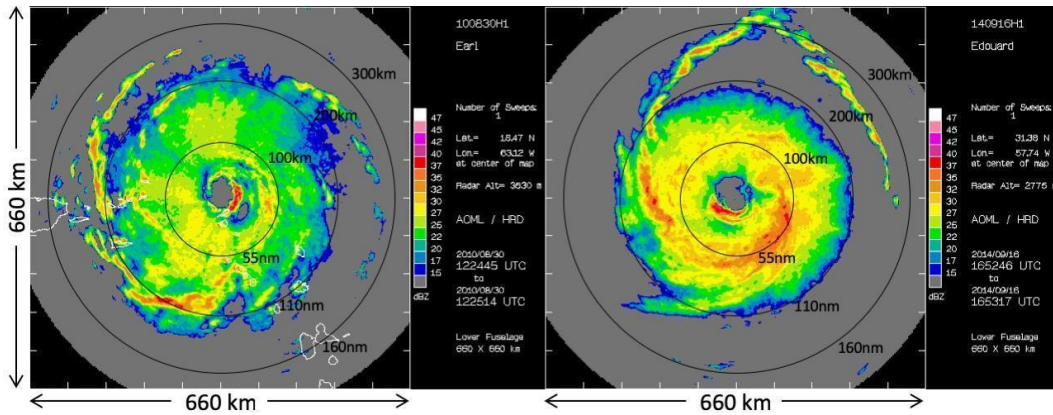 660 km
300km
200km
100km
55nm
110nm
160nm
660 km
47
45
42
40
37
35
32
30
27
25
22
20
17
15
dBZ
100830H1
Earl
Number of Sweeps:
1
Lat= 18.47 N
Lon= 63.12 W
at center of map
Radar Alt= 3630 m
AOML / HRD
2010/08/30
122445 UTC
to
2010/08/30
122514 UTC
Lower Fuselage
660 X 660 km
300km
200km
100km
55nm
110nm
160nm
660 km
47
45
42
40
37
35
32
30
27
25
22
20
17
15
dBZ
140916H1
Edouard
Number of Sweeps:
1
Lat= 31.38 N
Lon= 57.74 W
at center of map
Radar Alt= 2776
AOML / HRD
2014/09/16
165246 UTC
to
2014/09/16
165317 UTC
Lower Fuselage
660 X 660 km